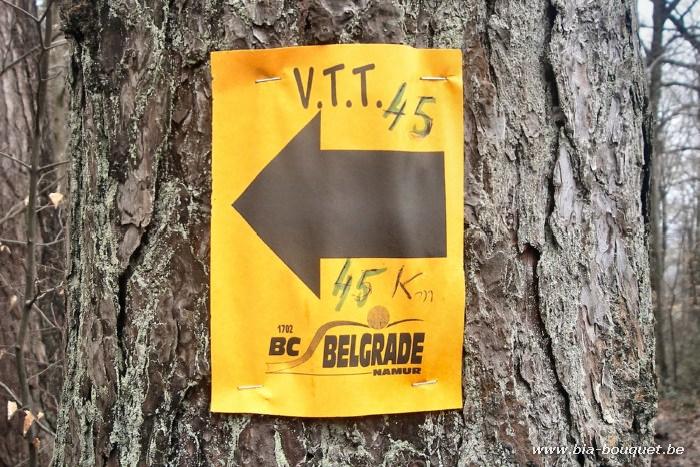 V.T.T. 45
45 Km
1702
BC BELGRADE
NAMUR
www.bia-bouquet.be